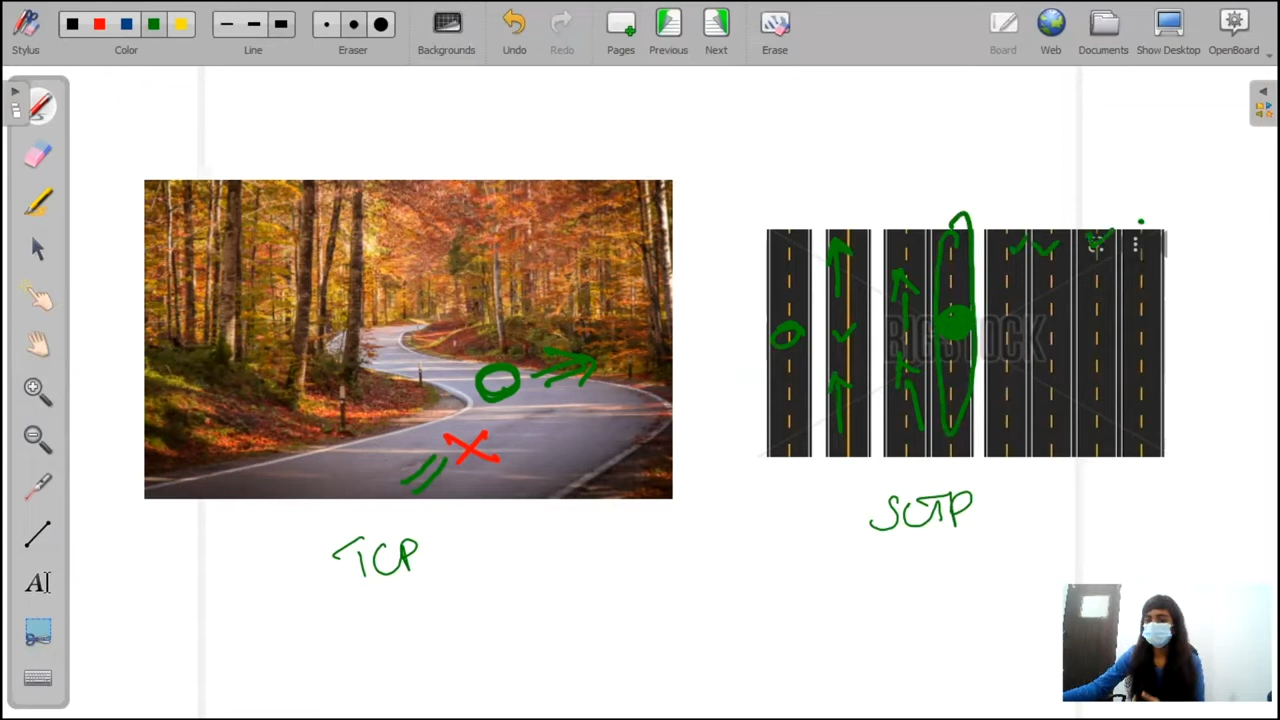 Stylus
Color
Line
Eraser
Backgrounds
Undo
Redo
Pages
Previous
Next
Erase
Board
Web
Documents
Show Desktop
OpenBoard
BIGSTOCK
TCP
SCTP